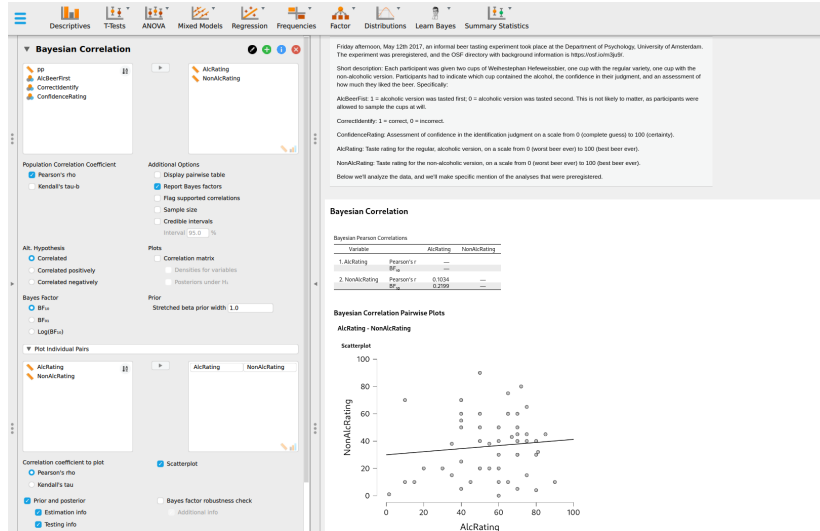 Descriptives
T-Tests
ANOVA
Mixed Models
Regression
Frequencies
Factor
Distributions
Learn Bayes
Summary Statistics
Bayesian Correlation
pp
AlcBeerFirst
CorrectIdentify
ConfidenceRating
AlcRating
NonAlcRating
Population Correlation Coefficient
Pearson's rho
Kendall's tau-b
Additional Options
Display pairwise table
Report Bayes factors
Flag supported correlations
Sample size
Credible intervals
Interval 95.0 %
Alt. Hypothesis
Correlated
Correlated positively
Correlated negatively
Plots
Correlation matrix
Densities for variables
Posteriors under H₁
Bayes Factor
BF₁₀
BF₀₁
Log(BF₁₀)
Prior
Stretched beta prior width 1.0
Plot Individual Pairs
AlcRating
NonAlcRating
AlcRating NonAlcRating
Correlation coefficient to plot
Pearson's rho
Kendall's tau
Scatterplot
Prior and posterior
Estimation info
Testing info
Bayes factor robustness check
Additional info
Friday afternoon, May 12th 2017, an informal beer tasting experiment took place at the Department of Psychology, University of Amsterdam.
The experiment was preregistered, and the OSF directory with background information is https://osf.io/m3ju9/.
Short description: Each participant was given two cups of Weihestephan Hefeweissbier, one cup with the regular variety, one cup with the
non-alcoholic version. Participants had to indicate which cup contained the alcohol, the confidence in their judgment, and an assessment of
how much they liked the beer. Specifically:
AlcBeerFirst: 1 = alcoholic version was tasted first; 0 = alcoholic version was tasted second. This is not likely to matter, as participants were
allowed to sample the cups at will.
CorrectIdentify: 1 = correct, 0 = incorrect.
ConfidenceRating: Assessment of confidence in the identification judgment on a scale from 0 (complete guess) to 100 (certainty).
AlcRating: Taste rating for the regular, alcoholic version, on a scale from 0 (worst beer ever) to 100 (best beer ever).
NonAlcRating: Taste rating for the non-alcoholic version, on a scale from 0 (worst beer ever) to 100 (best beer ever).
Below we'll analyze the data, and we'll make specific mention of the analyses that were preregistered.
Bayesian Correlation
Bayesian Pearson Correlations
Variable AlcRating NonAlcRating
1. AlcRating Pearson's r —
BF₁₀ —
2. NonAlcRating Pearson's r 0.1034 —
BF₁₀ 0.2199 —
Bayesian Correlation Pairwise Plots
AlcRating - NonAlcRating
Scatterplot
100
80
60
40
20
0
NonAlcRating
0 20 40 60 80 100
AlcRating